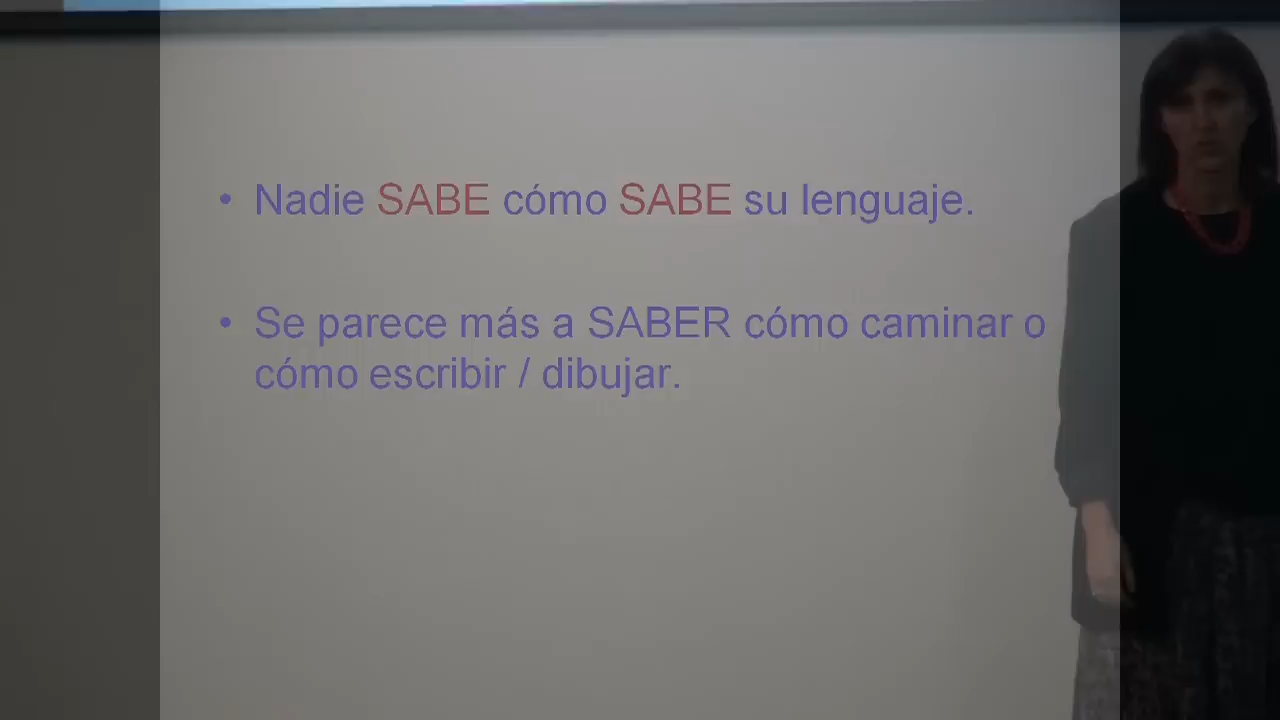 • Nadie SABE cómo SABE su lenguaje.
• Se parece más a SABER cómo caminar o
cómo escribir / dibujar.